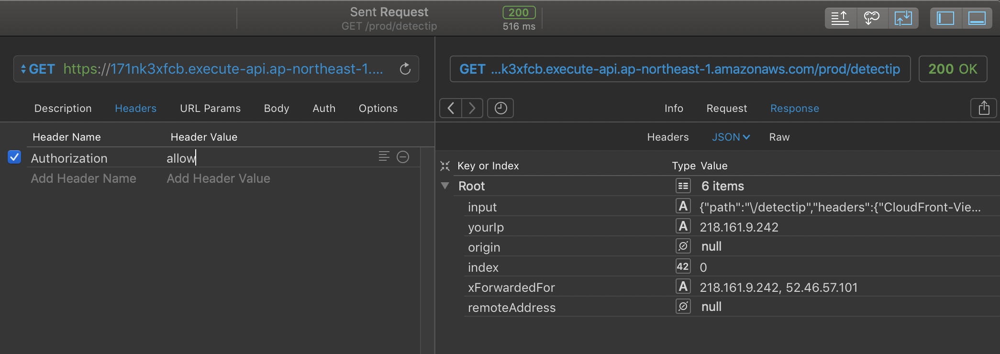 Sent Request
GET /prod/detectip
200
516 ms
GET https://171nk3xfcb.execute-api.ap-northeast-1....
Description Headers URL Params Body Auth Options
Header Name Header Value
Authorization allow
Add Header Name Add Header Value
GET ...k3xfcb.execute-api.ap-northeast-1.amazonaws.com/prod/detectip 200 OK
Info Request Response
Headers JSON Raw
Key or Index Type Value
Root 6 items
input A {"path":"\/detectip","headers":{"CloudFront-Vie...
yourIp A 218.161.9.242
origin null
index 42 0
xForwardedFor A 218.161.9.242, 52.46.57.101
remoteAddress null